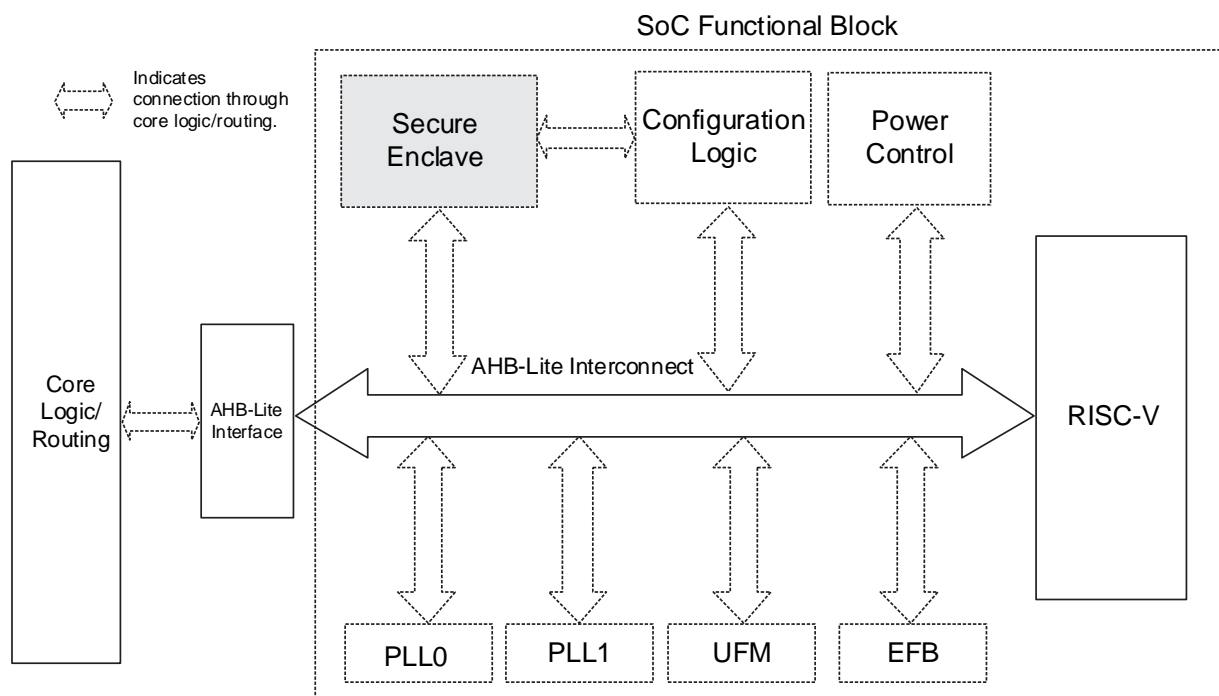 SoC Functional Block
Indicates
connection through
core logic/routing.
Secure
Enclave
Configuration
Logic
Power
Control
AHB-Lite Interconnect
Core
Logic/
Routing
AHB-Lite
Interface
RISC-V
PLL0
PLL1
UFM
EFB